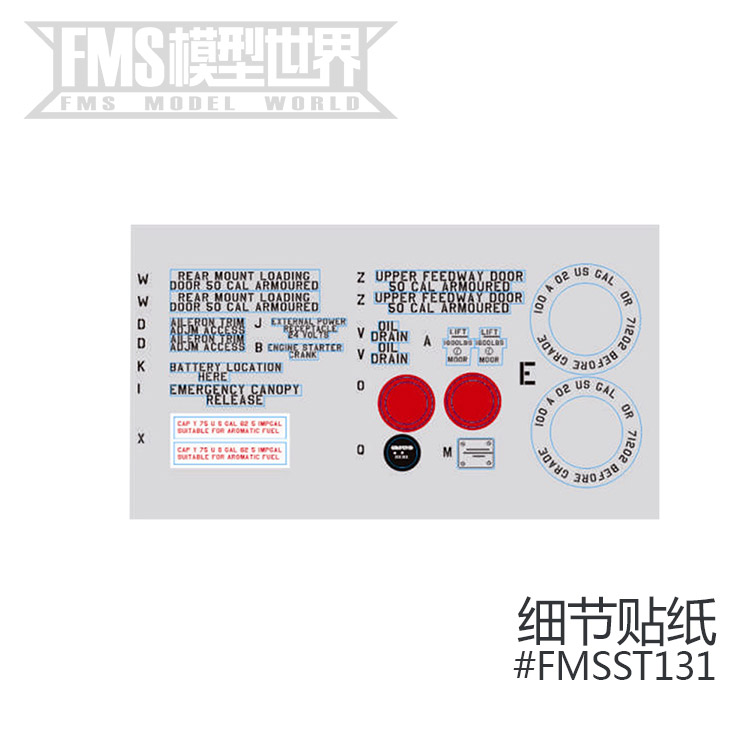 FMS模型世界
FMS MODEL WORLD
W
REAR MOUNT LOADING
DOOR 50 CAL ARMOURED
W
REAR MOUNT LOADING
DOOR 50 CAL ARMOURED
D
AILERON TRIM
ADJM ACCESS
D
AILERON TRIM
ADJM ACCESS
J
EXTERNAL POWER
RECEPTACLE
24 VOLTS
B
ENGINE STARTER
CRANK
K
BATTERY LOCATION
HERE
I
EMERGENCY CANOPY
RELEASE
X
CAP 1 75 U S GAL 62 5 IMPGAL
SUITABLE FOR AROMATIC FUEL
CAP 1 75 U S GAL 62 5 IMPGAL
SUITABLE FOR AROMATIC FUEL
Z
UPPER FEEDWAY DOOR
50 CAL ARMOURED
Z
UPPER FEEDWAY DOOR
50 CAL ARMOURED
V
OIL
DRAIN
V
OIL
DRAIN
A
LIFT
1800LBS
MOOR
LIFT
1800LBS
MOOR
O
Q
M
E
100 A 02 US GAL OR 71202 BEFORE GRADE
100 A 02 US GAL OR 71202 BEFORE GRADE
细节贴纸
#FMSST131